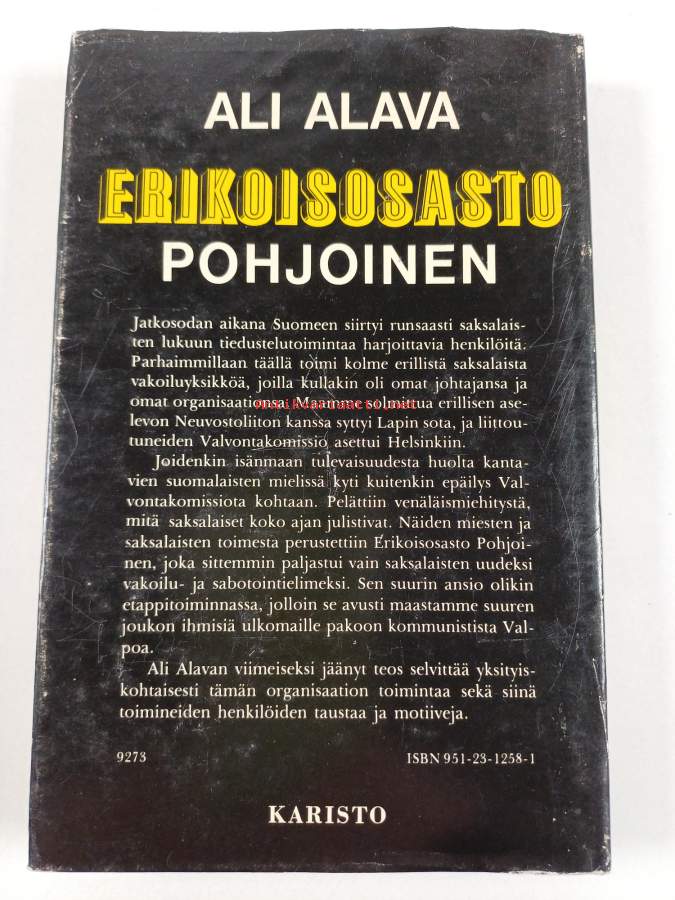 ALI ALAVA
ERIKOISOSASTO
POHJOINEN
Jatkosodan aikana Suomeen siirtyi runsaasti saksalais-
ten lukuun tiedustelutoimintaa harjoittavia henkilöitä.
Parhaimmillaan täällä toimi kolme erillistä saksalaista
vakoiluyksikköä, joilla kullakin oli omat johtajansa ja
omat organisaationsa. Maamme solmattua erillisen ase-
levon Neuvostoliiton kanssa syttyi Lapin sota, ja liittou-
tuneiden Valvontakomissio asettui Helsinkiin.
Joidenkin isänmaan tulevaisuudesta huolta kanta-
vien suomalaisten mielissä kyti kuitenkin epäilys Val-
vontakomissiota kohtaan. Pelättiin venäläismiehitystä,
mitä saksalaiset koko ajan julistivat. Näiden miesten ja
saksalaisten toimesta perustettiin Erikoisosasto Pohjoi-
nen, joka sittemmin paljastui vain saksalaisten uudeksi
vakoilu- ja sabotointielimeksi. Sen suurin ansio olikin
etappitoiminnassa, jolloin se avusti maastamme suuren
joukon ihmisiä ulkomaille pakoon kommunistista Val-
poa.
Ali Alavan viimeiseksi jäänyt teos selvittää yksityis-
kohtaisesti tämän organisaation toimintaa sekä siinä
toimineiden henkilöiden taustaa ja motiiveja.
9273
ISBN 951-23-1258-1
KARISTO